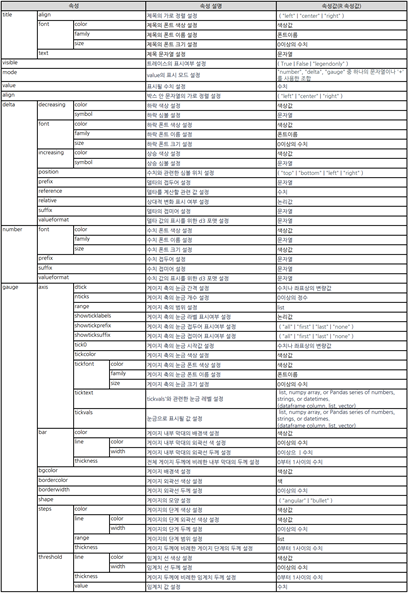 속성 속성 설명 속성값(R 속성값)
title align 제목의 가로 정렬 설정 ( "left" | "center" | "right" )
font color 제목의 폰트 색상 설정 색상값
family 제목의 폰트 이름 설정 폰트이름
size 제목의 폰트 크기 설정 0이상의 수치
text 제목 문자열 설정 문자열
visible 트레이스의 표시여부 설정 ( True | False | "legendonly" )
mode value의 표시 모드 설정 "number", "delta", "gauge" 중 하나의 문자열이나 '+'
를 사용한 조합
value 표시될 수치 설정 수치
align 박스 안 문자열의 가로 정렬 설정 ( "left" | "center" | "right" )
delta decreasing color 하락 색상 설정 색상값
symbol 하락 심볼 설정 문자열
font color 하락 폰트 색상 설정 색상값
family 하락 폰트 이름 설정 폰트이름
size 하락 폰트 크기 설정 0이상의 수치
increasing color 상승 색상 설정 색상값
symbol 상승 심볼 설정 문자열
position 수치와 관련한 심볼 위치 설정 ( "top" | "bottom" | "left" | "right" )
prefix 델타의 접두어 설정 문자열
reference 델타를 계산할 관련 값 설정 수치
relative 상대적 변화 표시 여부 설정 논리값
suffix 델타의 접미어 설정 문자열
valueformat 델타 값의 표시를 위한 d3 포맷 설정 문자열
number font color 수치 폰트 색상 설정 색상값
family 수치 폰트 이름 설정 문자열
size 수치 폰트 크기 설정 색상값
prefix 수치 접두어 설정 문자열
suffix 수치 접미어 설정 문자열
valueformat 수치 값의 표시를 위한 d3 포맷 설정 문자열
gauge axis dtick 게이지 축의 눈금 간격 설정 수치나 좌표상의 변량값
nticks 게이지 축의 눈금 개수 설정 0이상의 정수
range 게이지 축의 범위 설정 list
showticklabels 게이지 축의 눈금 라벨 표시여부 설정 논리값
showtickprefix 게이지 축의 눈금 접두어 표시여부 설정 ( "all" | "first" | "last" | "none" )
showticksuffix 게이지 축의 눈금 접미어 표시여부 설정 ( "all" | "first" | "last" | "none" )
tick0 게이지 축의 눈금 시작값 설정 수치나 좌표상의 변량값
tickcolor 게이지 축의 눈금 색상 설정 색상값
tickfont color 게이지 축의 눈금 폰트 색상 설정 색상값
family 게이지 축의 눈금 폰트 이름 설정 폰트이름
size 게이지 축의 눈금 크기 설정 0이상의 수치
ticktext tickvals'와 관련한 눈금 레벨 설정 list, numpy array, or Pandas series of numbers,
strings, or datetimes.
(dataframe column, list, vector)
tickvals 눈금으로 표시될 값 설정 list, numpy array, or Pandas series of numbers,
strings, or datetimes.
(dataframe column, list, vector)
bar color 게이지 내부 막대의 배경색 설정 색상값
line color 게이지 내부 막대의 외곽선 색 설정 0이상의 수치
width 게이지 내부 막대의 외곽선 두께 설정 0이상의 수치
thickness 전체 게이지 두께에 비례한 내부 막대의 두께 설정 0부터 1사이의 수치
bgcolor 게이지 배경색 설정 색상값
bordercolor 게이지 외곽선 색상 설정 색
borderwidth 게이지 외곽선 두께 설정 0이상의 수치
shape 게이지의 모양 설정 ( "angular" | "bullet" )
steps color 게이지의 단계 색상 설정 색상값
line color 게이지의 단계 외곽선 색상 설정 색상값
width 게이지의 단계 두께 설정 0이상의 수치
range 게이지의 단계 범위 설정 list
thickness 게이지 두께에 비례한 게이지 단계의 두께 설정 0부터 1사이의 수치
threshold line color 임계치 선 색상 설정 색상값
width 임계치 선 두께 설정 0이상의 수치
thickness 게이지 두께에 비례한 임계치 두께 설정 0부터 1사이의 수치
value 임계치 값 설정 수치